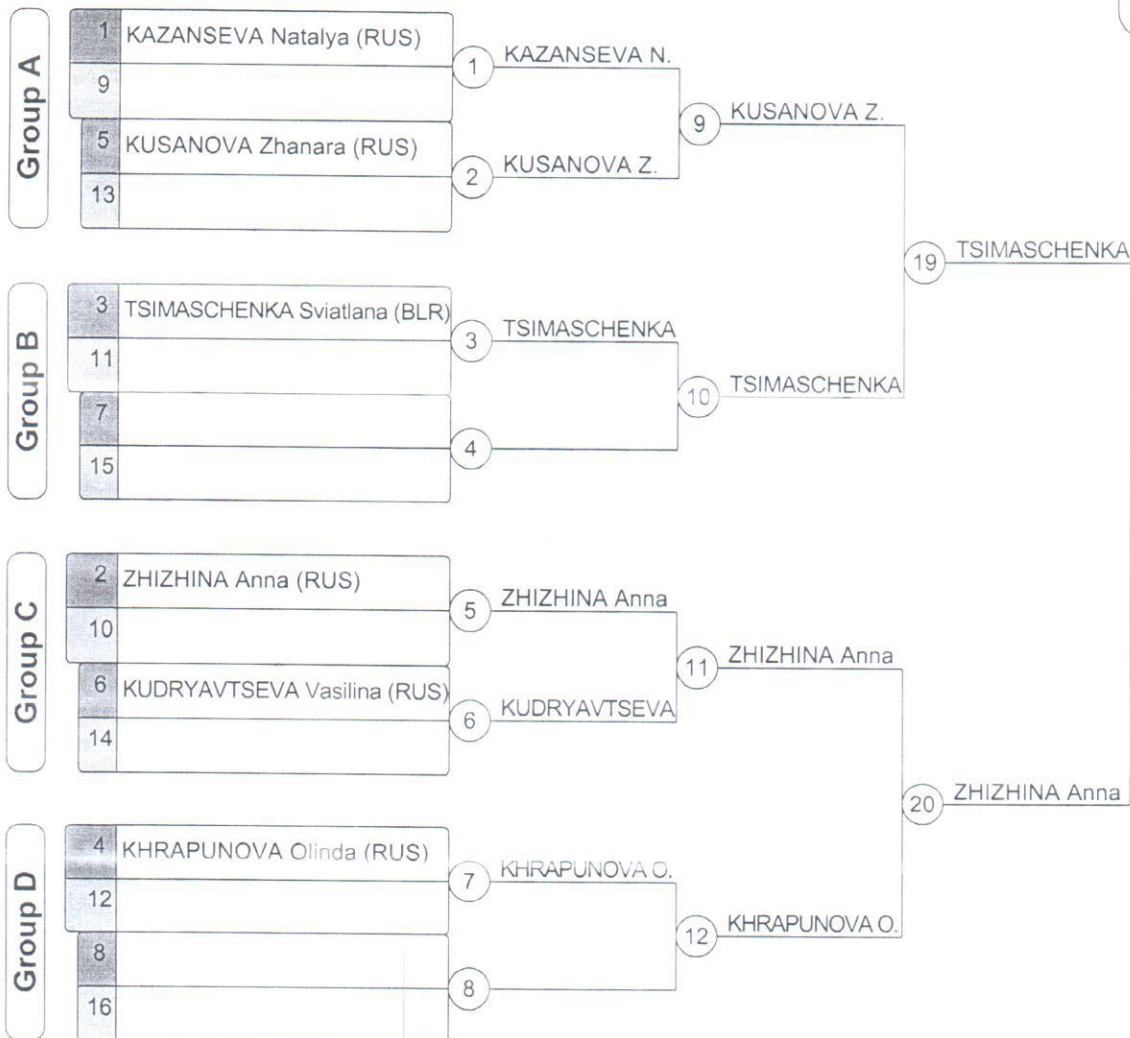 Group A
1 KAZANSEVA Natalya (RUS)
9
5 KUSANOVA Zhanara (RUS)
13
1 KAZANSEVA N.
2 KUSANOVA Z.
9 KUSANOVA Z.
Group B
3 TSIMASCHENKA Sviatlana (BLR)
11
7
15
3 TSIMASCHENKA
4
10 TSIMASCHENKA
19 TSIMASCHENKA
Group C
2 ZHIZHINA Anna (RUS)
10
6 KUDRYAVTSEVA Vasilina (RUS)
14
5 ZHIZHINA Anna
6 KUDRYAVTSEVA
11 ZHIZHINA Anna
Group D
4 KHRAPUNOVA Olinda (RUS)
12
8
16
7 KHRAPUNOVA O.
8
12 KHRAPUNOVA O.
20 ZHIZHINA Anna